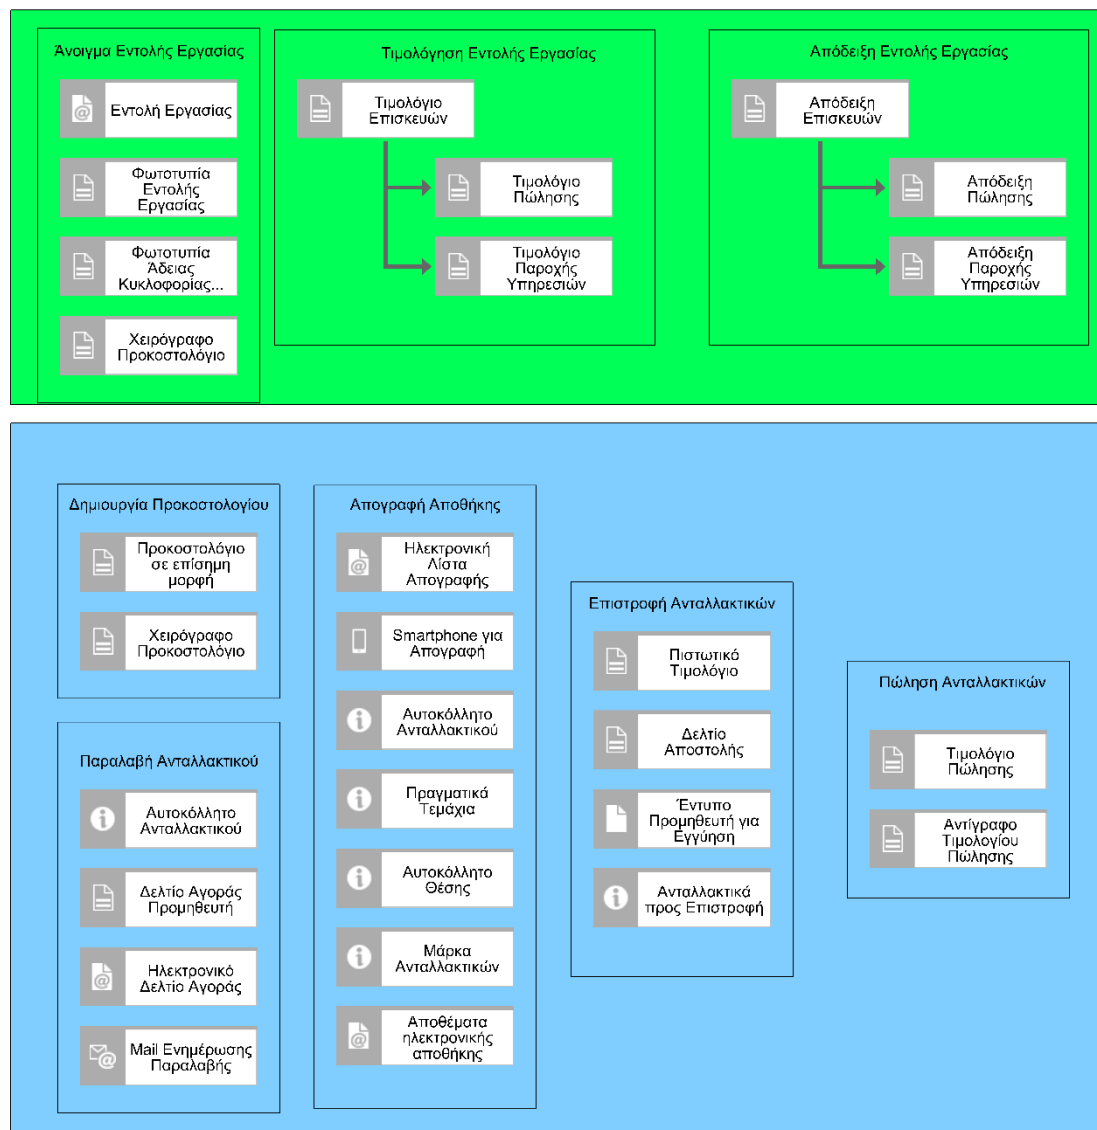 Άνοιγμα Εντολής Εργασίας
Εντολή Εργασίας
Φωτοτυπία
Εντολής
Εργασίας
Φωτοτυπία
Άδειας
Κυκλοφορίας...
Χειρόγραφο
Προκοστολόγιο
Τιμολόγηση Εντολής Εργασίας
Τιμολόγιο
Επισκευών
Τιμολόγιο
Πώλησης
Τιμολόγιο
Παροχής
Υπηρεσιών
Απόδειξη Εντολής Εργασίας
Απόδειξη
Επισκευών
Απόδειξη
Πώλησης
Απόδειξη
Παροχής
Υπηρεσιών
Δημιουργία Προκοστολογίου
Προκοστολόγιο
σε επίσημη
μορφή
Χειρόγραφο
Προκοστολόγιο
Παραλαβή Ανταλλακτικού
Αυτοκόλλητο
Ανταλλακτικού
Δελτίο Αγοράς
Προμηθευτή
Ηλεκτρονικό
Δελτίο Αγοράς
Mail Ενημέρωσης
Παραλαβής
Απογραφή Αποθήκης
Ηλεκτρονική
Λίστα
Απογραφής
Smartphone για
Απογραφή
Αυτοκόλλητο
Ανταλλακτικού
Πραγματικά
Τεμάχια
Αυτοκόλλητο
Θέσης
Μάρκα
Ανταλλακτικών
Αποθέματα
ηλεκτρονικής
αποθήκης
Επιστροφή Ανταλλακτικών
Πιστωτικό
Τιμολόγιο
Δελτίο
Αποστολής
Έντυπο
Προμηθευτή για
Εγγύηση
Ανταλλακτικά
προς Επιστροφή
Πώληση Ανταλλακτικών
Τιμολόγιο
Πώλησης
Αντίγραφο
Τιμολογίου
Πώλησης